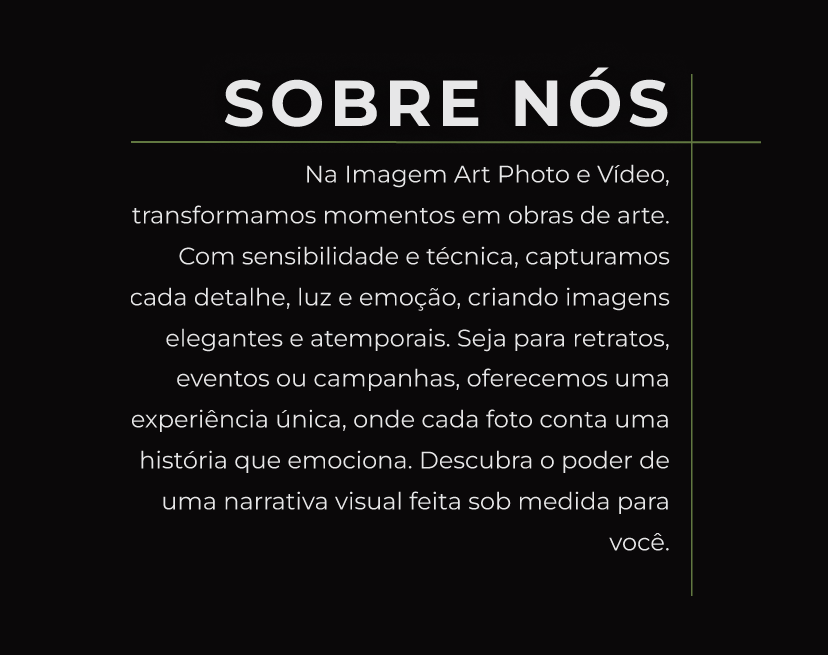 SOBRE NÓS
Na Imagem Art Photo e Vídeo,
transformamos momentos em obras de arte.
Com sensibilidade e técnica, capturamos
cada detalhe, luz e emoção, criando imagens
elegantes e atemporais. Seja para retratos,
eventos ou campanhas, oferecemos uma
experiência única, onde cada foto conta uma
história que emociona. Descubra o poder de
uma narrativa visual feita sob medida para
você.